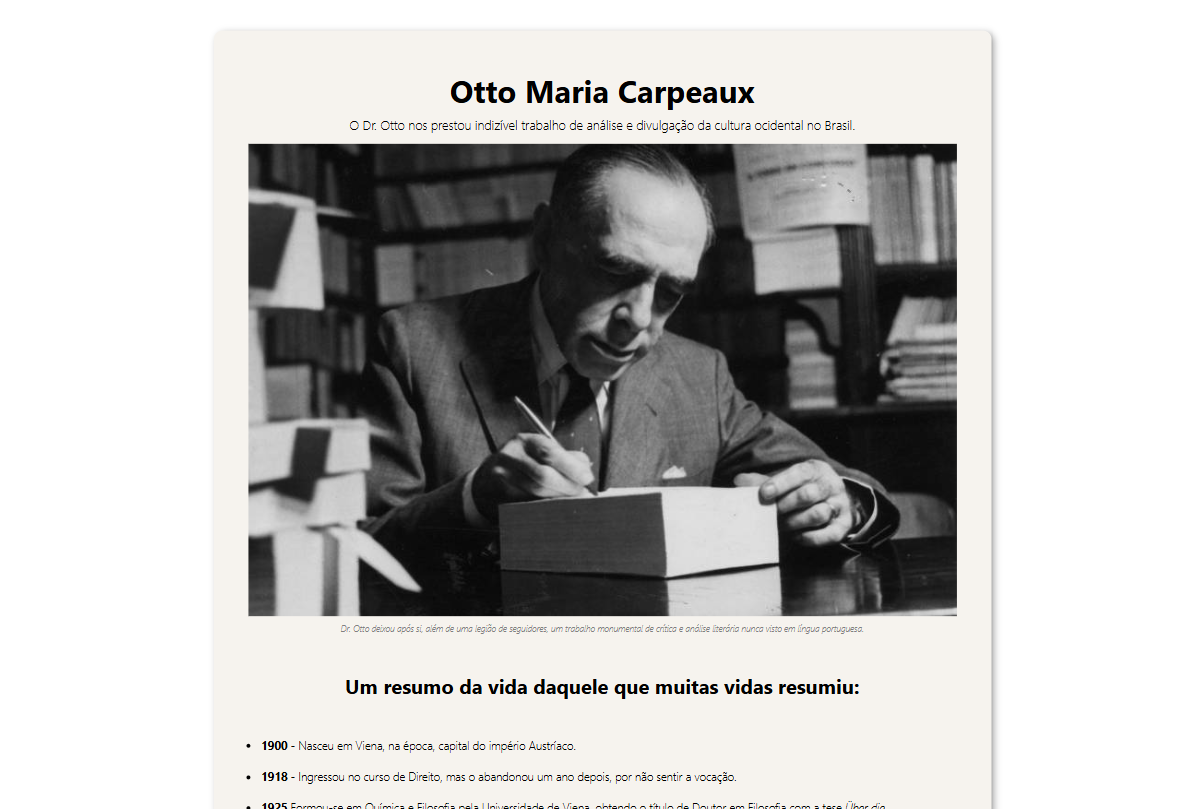 Otto Maria Carpeaux
O Dr. Otto nos prestou indizível trabalho de análise e divulgação da cultura ocidental no Brasil.
Dr. Otto deixou após si, além de uma legião de seguidores, um trabalho monumental de crítica e análise literária nunca visto em língua portuguesa.
Um resumo da vida daquele que muitas vidas resumiu:
• 1900 - Nasceu em Viena, na época, capital do império Austríaco.
• 1918 - Ingressou no curso de Direito, mas o abandonou um ano depois, por não sentir a vocação.
• 1925 Formou-se em Química e Filosofia pela Universidade de Viena, obtendo o título de Doutor em Filosofia com a tese Über die